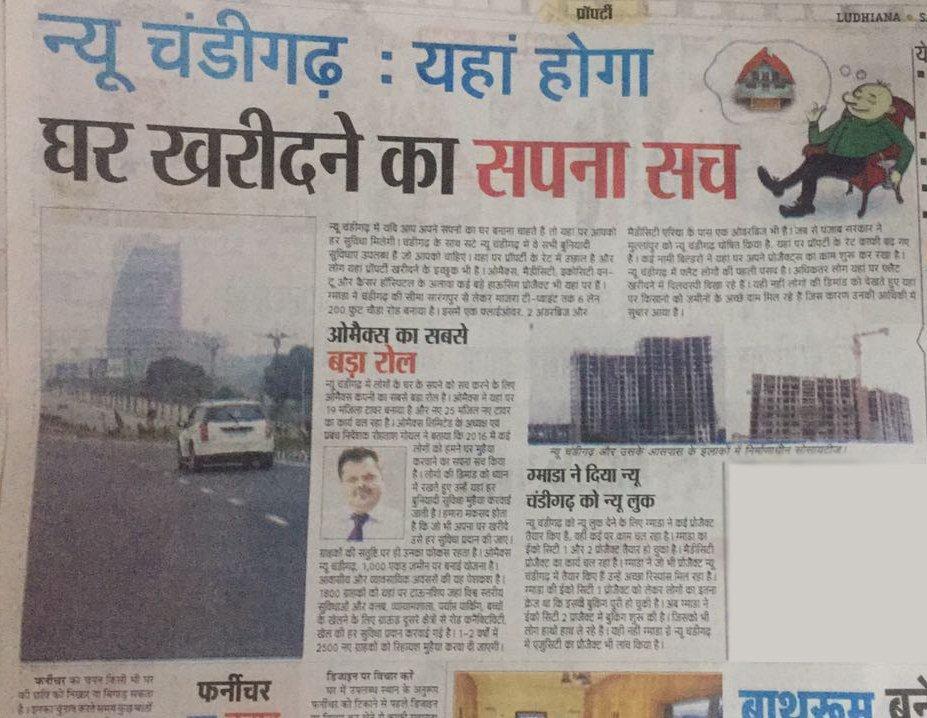 प्रॉपर्टी
LUDHIANA
न्यू चंडीगढ़ : यहां होगा
घर खरीदने का सपना सच
न्यू चंडीगढ़ में यदि आप अपने सपनों का घर बनाना चाहते है तो यहां पर आपको
हर सुविधा मिलेगी। चंडीगढ़ के साथ सटे न्यू चंडीगढ़ में वे सभी बुनियादी
सुविधाएं उपलब्ध है जो आपको चाहिए। यहां पर प्रॉपर्टी के रेट में उछाल है और
लोग यहां प्रॉपर्टी खरीदने के इच्छुक भी है। ओमैक्स, मैडीसिटी, इकोसिटी वन-
टू और कैंसर हॉस्पिटल के अलावा कई बड़े हाऊसिंग प्रोजैक्ट भी यहां पर हैं।
ग्माडा ने चंडीगढ़ की सीमा सारंगपुर से लेकर माजरा टी-प्वाइंट तक 6 लेन
200 फुट चौड़ा रोड बनाया है। इसमें एक फ्लाईओवर, 2 अंडरब्रिज और
मैडीसिटी एरिया के पास एक ओवरब्रिज भी है। जब से पंजाब सरकार ने
मुल्लांपुर को न्यू चंडीगढ़ घोषित किया है, यहां पर प्रॉपर्टी के रेट काफी बढ़ गए
है। कई नामी बिल्डरों ने यहां पर अपने प्रोजैक्ट्स का काम शुरू कर रखा है।
न्यू चंडीगढ़ में फ्लैट लोगों की पहली पसंद है। अधिकतर लोग यहां पर फ्लैट
खरीदने में दिलचस्पी दिखा रहे हैं। यही नहीं लोगों की डिमांड को देखते हुए यहां
पर किसानों को जमीनों के अच्छे दाम मिल रहे हैं जिस कारण उनकी आर्थिकी में
सुधार आया है।
ओमैक्स का सबसे
बड़ा रोल
न्यू चंडीगढ़ में लोगों के घर के सपने को सच करने के लिए
ओमैक्स कंपनी का सबसे बड़ा रोल है। ओमैक्स ने यहां पर
19 मंजिला टावर बनाया है और नए 25 मंजिल नए टावर
का कार्य चल रहा है। ओमैक्स लिमिटेड के अध्यक्ष एवं
प्रबंध निदेशक रोहतास गोयल ने बताया कि 2016 में कई
लोगों को हमने घर मुहैया
करवाने का सपना सच किया
है। लोगों की डिमांड को ध्यान
में रखते हुए उन्हें यहां हर
बुनियादी सुविधा मुहैया करवाई
जाती है। हमारा मकसद होता
है कि जो भी अपना घर खरीदे
उसे हर सुविधा प्रदान की जाए।
ग्राहकों की संतुष्टि पर ही उनका फोकस रहता है। ओमैक्स
न्यू चंडीगढ़, 1,000 एकड़ जमीन पर बनाई योजना है।
आवासीय और व्यावसायिक अवसरों की यह पेशकश है।
1800 ग्राहकों को यहां पर टाऊनशिप जहां विश्व स्तरीय
सुविधाओं और क्लब, व्यायामशाला, पर्याप्त पार्किंग, बच्चों
के खेलने के लिए ग्राऊंड दूसरे क्षेत्रों से रोड कनैक्टिविटी,
खेल की हर सुविधा प्रदान करवाई गई है। 1-2 वर्षों में
2500 नए ग्राहकों को रिहायश मुहैया करवा दी जाएगी।
न्यू चंडीगढ़ और उसके आसपास के इलाकों में निर्माणाधीन सोसायटीज।
ग्माडा ने दिया न्यू
चंडीगढ़ को न्यू लुक
न्यू चंडीगढ़ को न्यू लुक देने के लिए ग्माडा ने कई प्रोजैक्ट
तैयार किए हैं, वहीं कई पर काम चल रहा है। ग्माडा का
ईको सिटी 1 और 2 प्रोजैक्ट तैयार हो चुका है। मैडीसिटी
प्रोजैक्ट का कार्य चल रहा है। ग्माडा ने जो भी प्रोजैक्ट न्यू
चंडीगढ़ में तैयार किए हैं उन्हें अच्छा रिस्पांस मिल रहा है।
ग्माडा की ईको सिटी 1 प्रोजैक्ट को लेकर लोगों का इतना
क्रेज था कि इसकी बुकिंग पूरी हो चुकी है। अब ग्माडा ने
ईको सिटी 2 प्रोजैक्ट में बुकिंग शुरू की है। जिसको भी
लोग हाथों हाथ ले रहे हैं। यही नहीं ग्माडा ने न्यू चंडीगढ़
में एजुसिटी का प्रोजैक्ट भी लांच किया है।
फर्नीचर का चयन किसी भी घर
की छवि को निखार या बिगाड़ सकता
है। इनका चुनाव करते समय कुछ बातों
फर्नीचर
डिजाइन पर विचार करें
घर में उपलब्ध स्थान के अनुरूप
फर्नीचर को टिकाने से पहले डिजाइन
बाथरूम